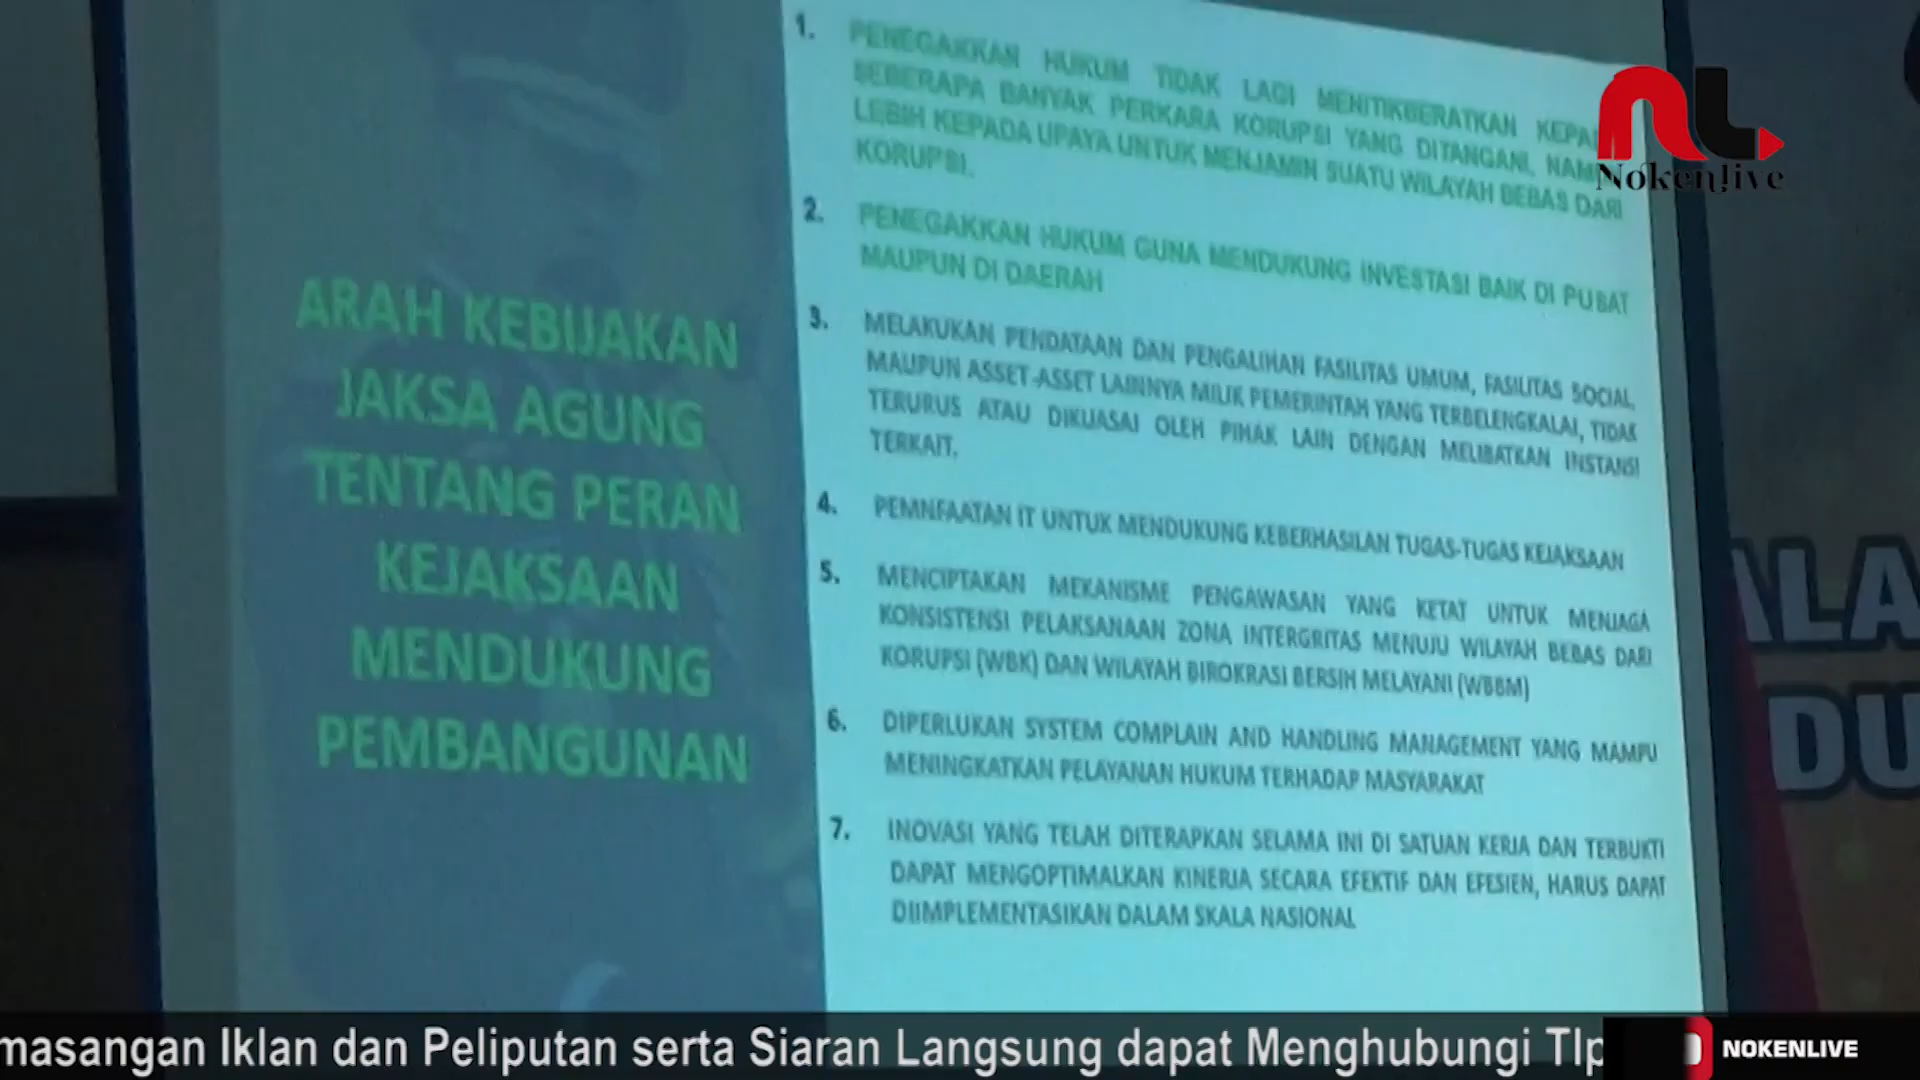 ARAH KEBIJAKAN
JAKSA AGUNG
TENTANG PERAN
KEJAKSAAN
MENDUKUNG
PEMBANGUNAN
1. PENEGAKKAN HUKUM TIDAK LAGI MENITIKBERATKAN
BEBERAPA BANYAK PERKARA KORUPSI YANG DITANGANI,
LEBIH KEPADA UPAYA UNTUK MENJAMIN SUATU WILAYAH BEBAS DARI
KORUPSI.
2. PENEGAKKAN HUKUM GUNA MENDUKUNG INVESTASI BAIK DI PUBAT
MAUPUN DI DAERAH
3. MELAKUKAN PENDATAAN DAN PENGALIHAN FASILITAS UMUM, FASILITAS SOCIAL,
MAUPUN ASSET-ASSET LAINNYA MILIK PEMERINTAH YANG TERBELENGKALAI, TIDAK
TERURUS ATAU DIKUASAI OLEH PIHAK LAIN DENGAN MELIBATKAN INSTANSI
TERKAIT.
4. PEMNFAATAN IT UNTUK MENDUKUNG KEBERHASILAN TUGAS-TUGAS KEJAKSAAN
5. MENCIPTAKAN MEKANISME PENGAWASAN YANG KETAT UNTUK MENJAGA
KONSISTENSI PELAKSANAAN ZONA INTERGRITAS MENUJU WILAYAH BEBAS DARI
KORUPSI (WBK) DAN WILAYAH BIROKRASI BERSIH MELAYANI (WBBM)
6. DIPERLUKAN SYSTEM COMPLAIN AND HANDLING MANAGEMENT YANG MAMPU
MENINGKATKAN PELAYANAN HUKUM TERHADAP MASYARAKAT
7. INOVASI YANG TELAH DITERAPKAN SELAMA INI DI SATUAN KERJA DAN TERBUKTI
DAPAT MENGOPTIMALKAN KINERJA SECARA EFEKTIF DAN EFESIEN, HARUS DAPAT
DIIMPLEMENTASIKAN DALAM SKALA NASIONAL
NL
Nokenlive
ALA
DU
masangan Iklan dan Peliputan serta Siaran Langsung dapat Menghubungi Tlp
NOKENLIVE